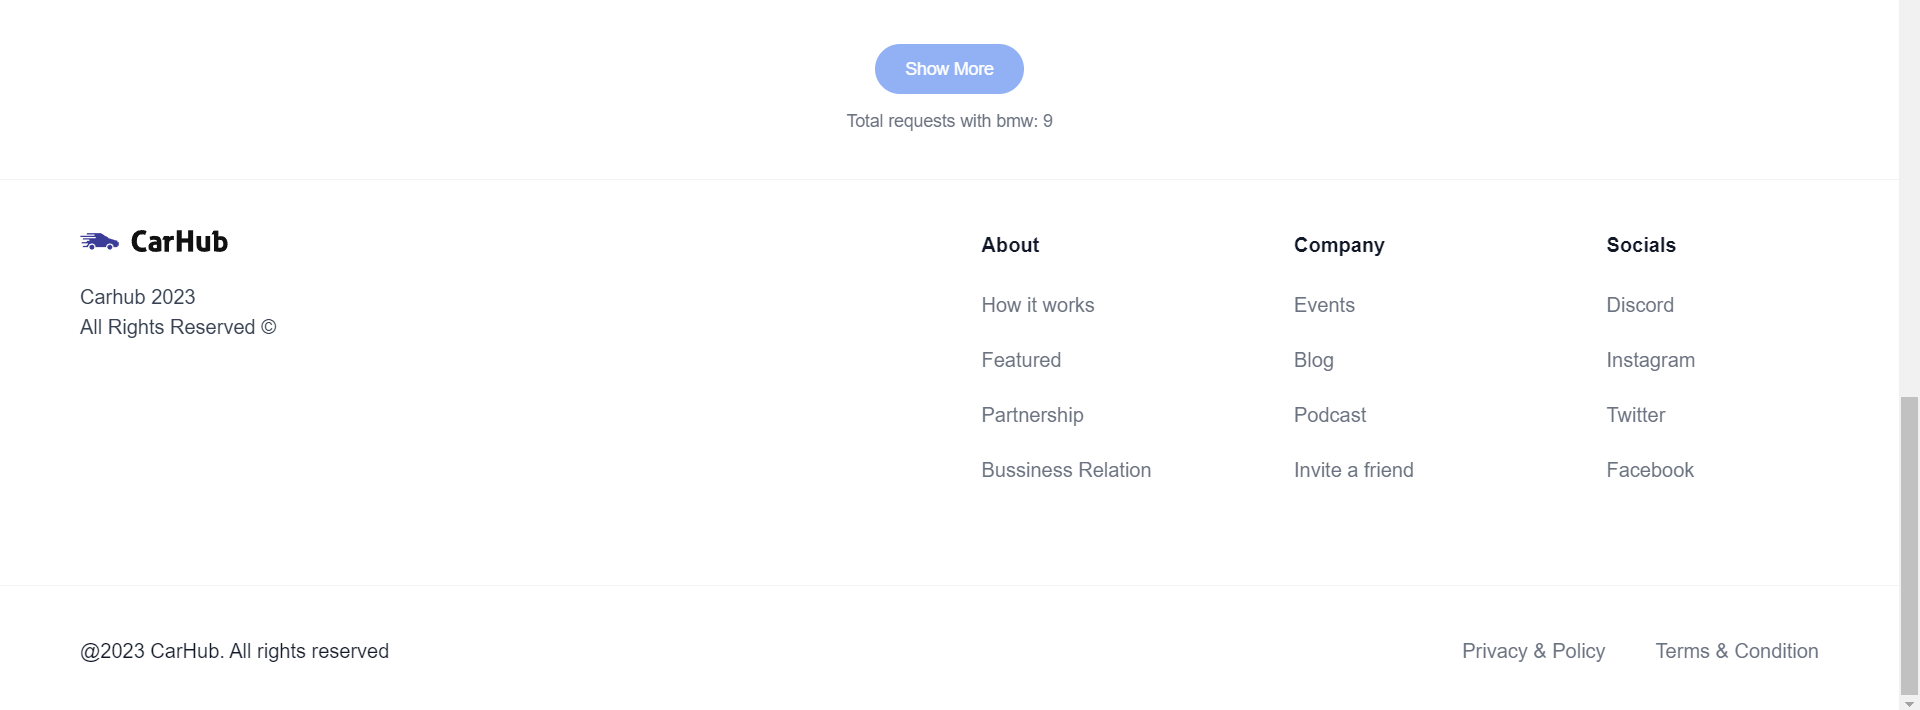 Show More
Total requests with bmw: 9
CarHub
Carhub 2023
All Rights Reserved ©
About
How it works
Featured
Partnership
Bussiness Relation
Company
Events
Blog
Podcast
Invite a friend
Socials
Discord
Instagram
Twitter
Facebook
@2023 CarHub. All rights reserved
Privacy & Policy
Terms & Condition